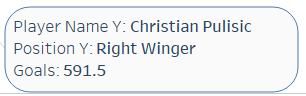 Player Name Y: Christian Pulisic
Position Y: Right Winger
Goals: 591.5